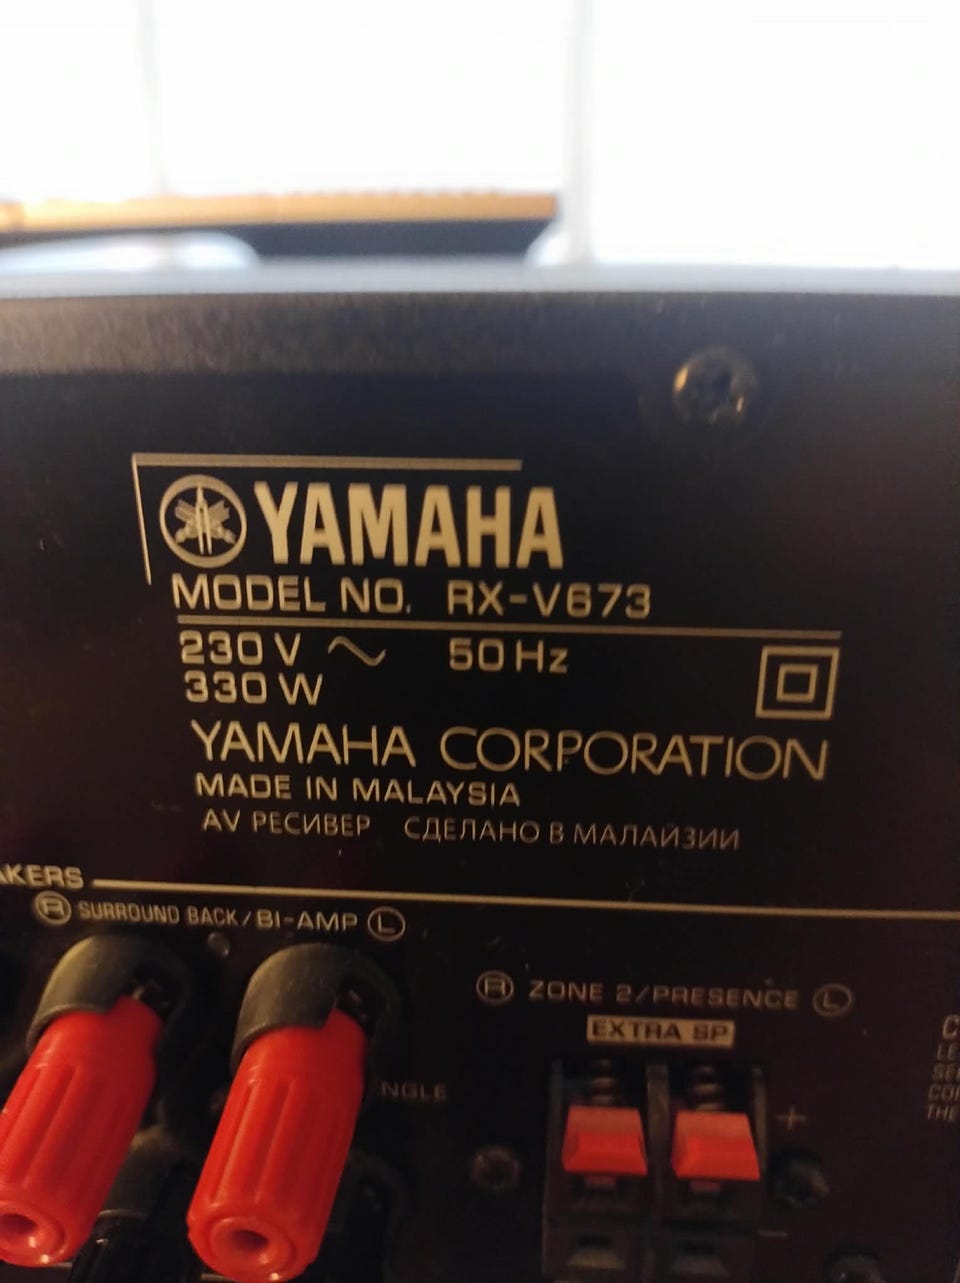 YAMAHA
MODEL NO. RX-V673
230 V ~ 50 Hz
330 W
YAMAHA CORPORATION
MADE IN MALAYSIA
AV РЕСИВЕР СДЕЛАНО В МАЛАЙЗИИ
AKERS
R SURROUND BACK/BI-AMP L
R ZONE 2/PRESENCE L
EXTRA SP
NGLE
+
-